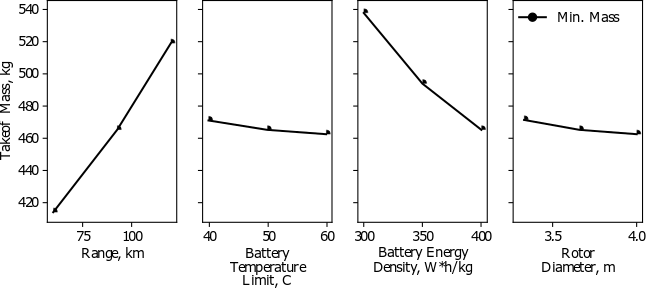 540
520
500
480
460
440
420
Takeof Mass, kg
75 100
Range, km
40 50 60
Battery
Temperature
Limit, C
300 350 400
Battery Energy
Density, W*h/kg
Min. Mass
3.5 4.0
Rotor
Diameter, m